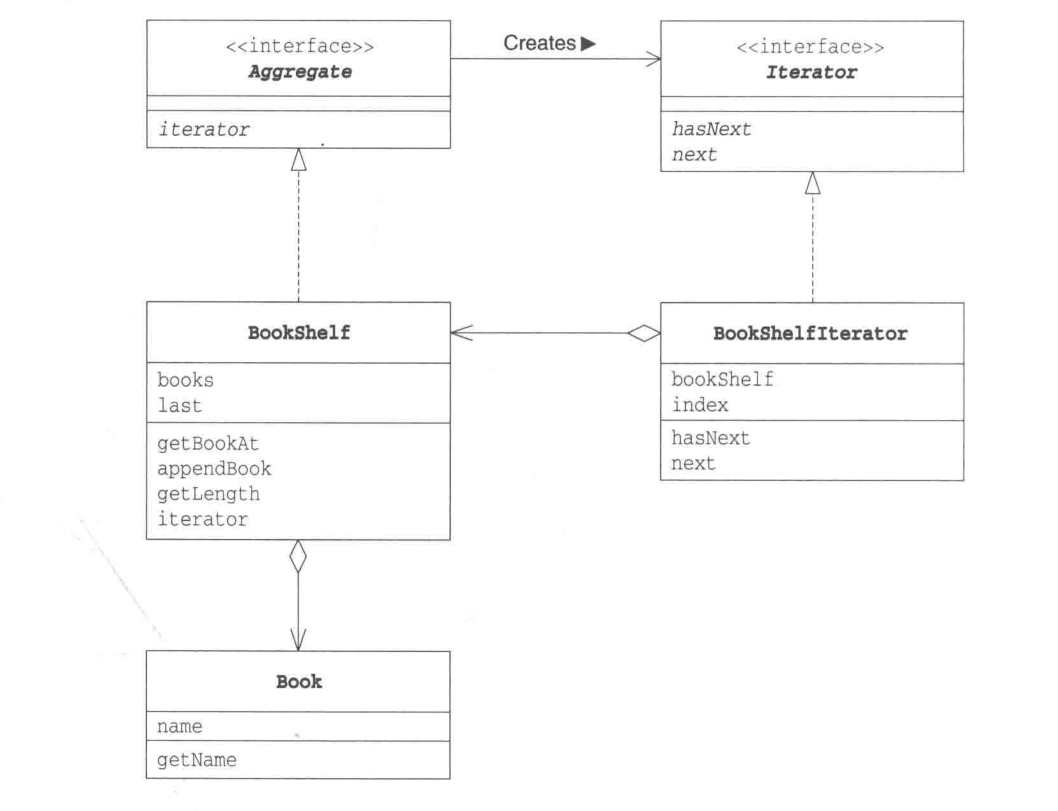 <<interface>>
Aggregate
iterator
Creates ▶
<<interface>>
Iterator
hasNext
next
BookShelf
books
last
getBookAt
appendBook
getLength
iterator
BookShelfIterator
bookShelf
index
hasNext
next
Book
name
getName